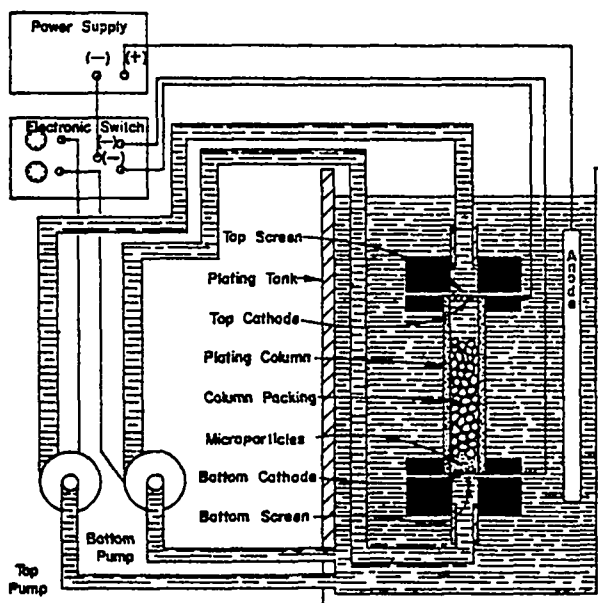 Power Supply
(-) (+)
Electronic Switch
(-)
(-)
Top Screen
Plating Tank
Top Cathode
Plating Column
Column Packing
Microparticles
Bottom Cathode
Bottom Screen
Anode
Bottom
Pump
Top
Pump